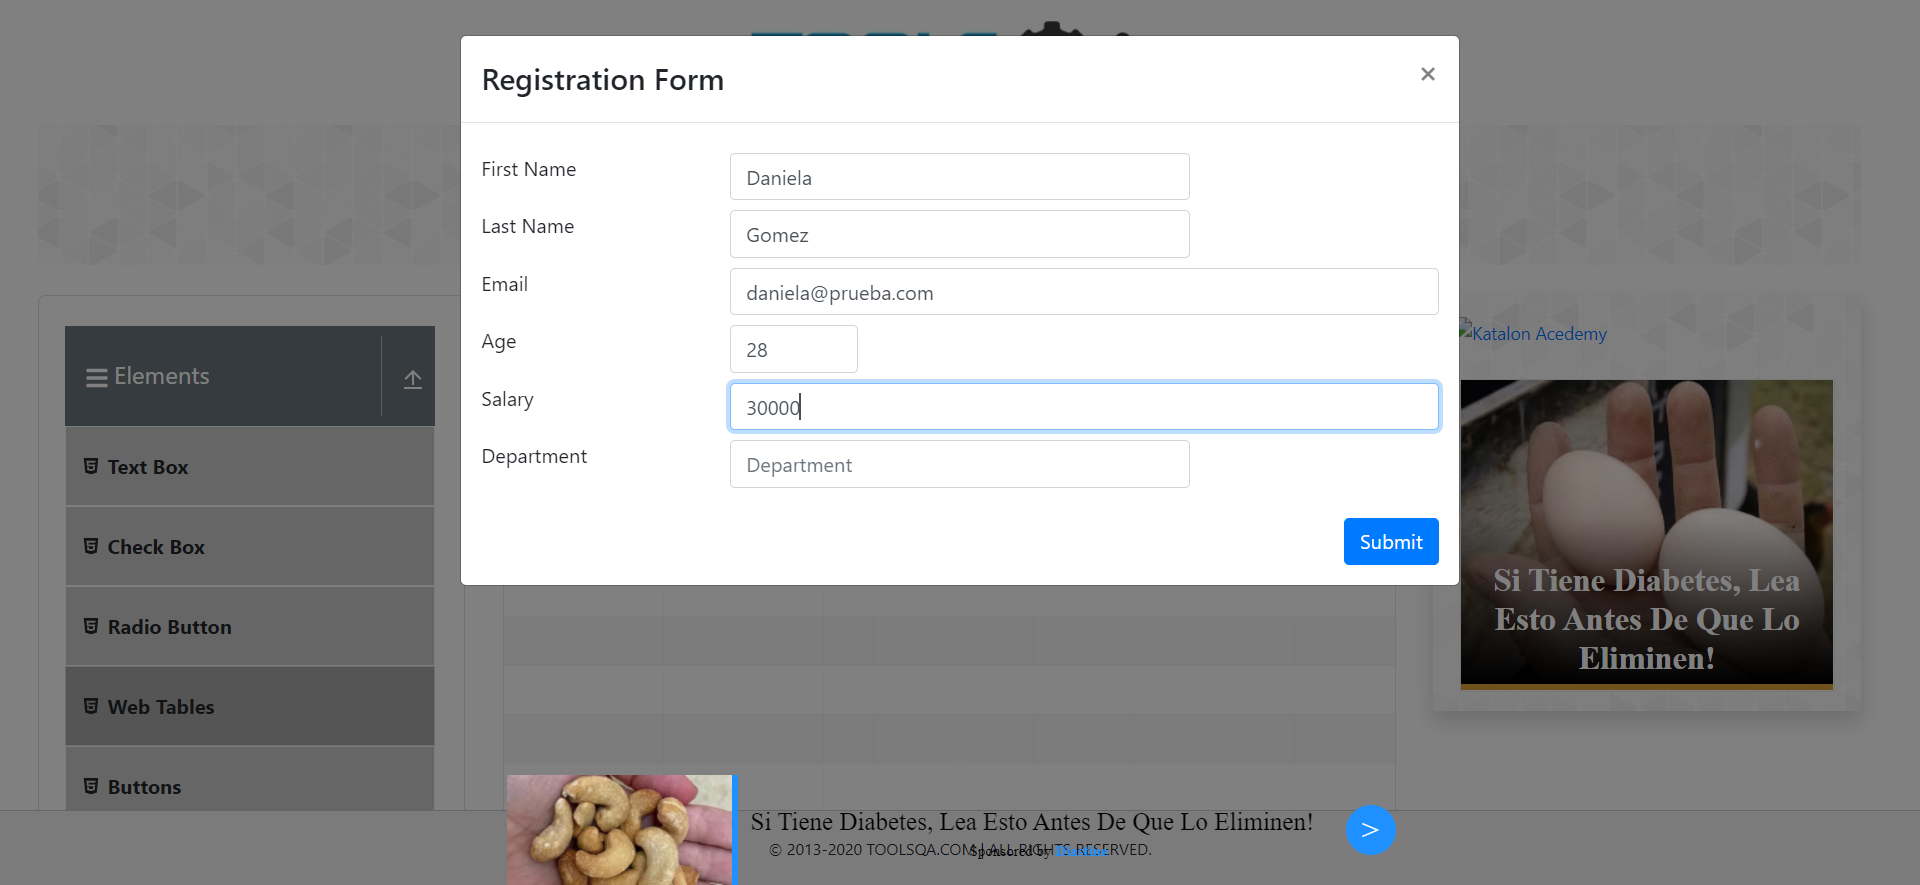 Registration Form
×
First Name
Daniela
Last Name
Gomez
Email
daniela@prueba.com
Age
28
Salary
30000
Department
Department
Submit
Elements
Text Box
Check Box
Radio Button
Web Tables
Buttons
Katalon Acedemy
Si Tiene Diabetes, Lea
Esto Antes De Que Lo
Eliminen!
Si Tiene Diabetes, Lea Esto Antes De Que Lo Eliminen!
>
© 2013-2020 TOOLSQA.COM | ALL RIGHTS RESERVED.
Sponsored by